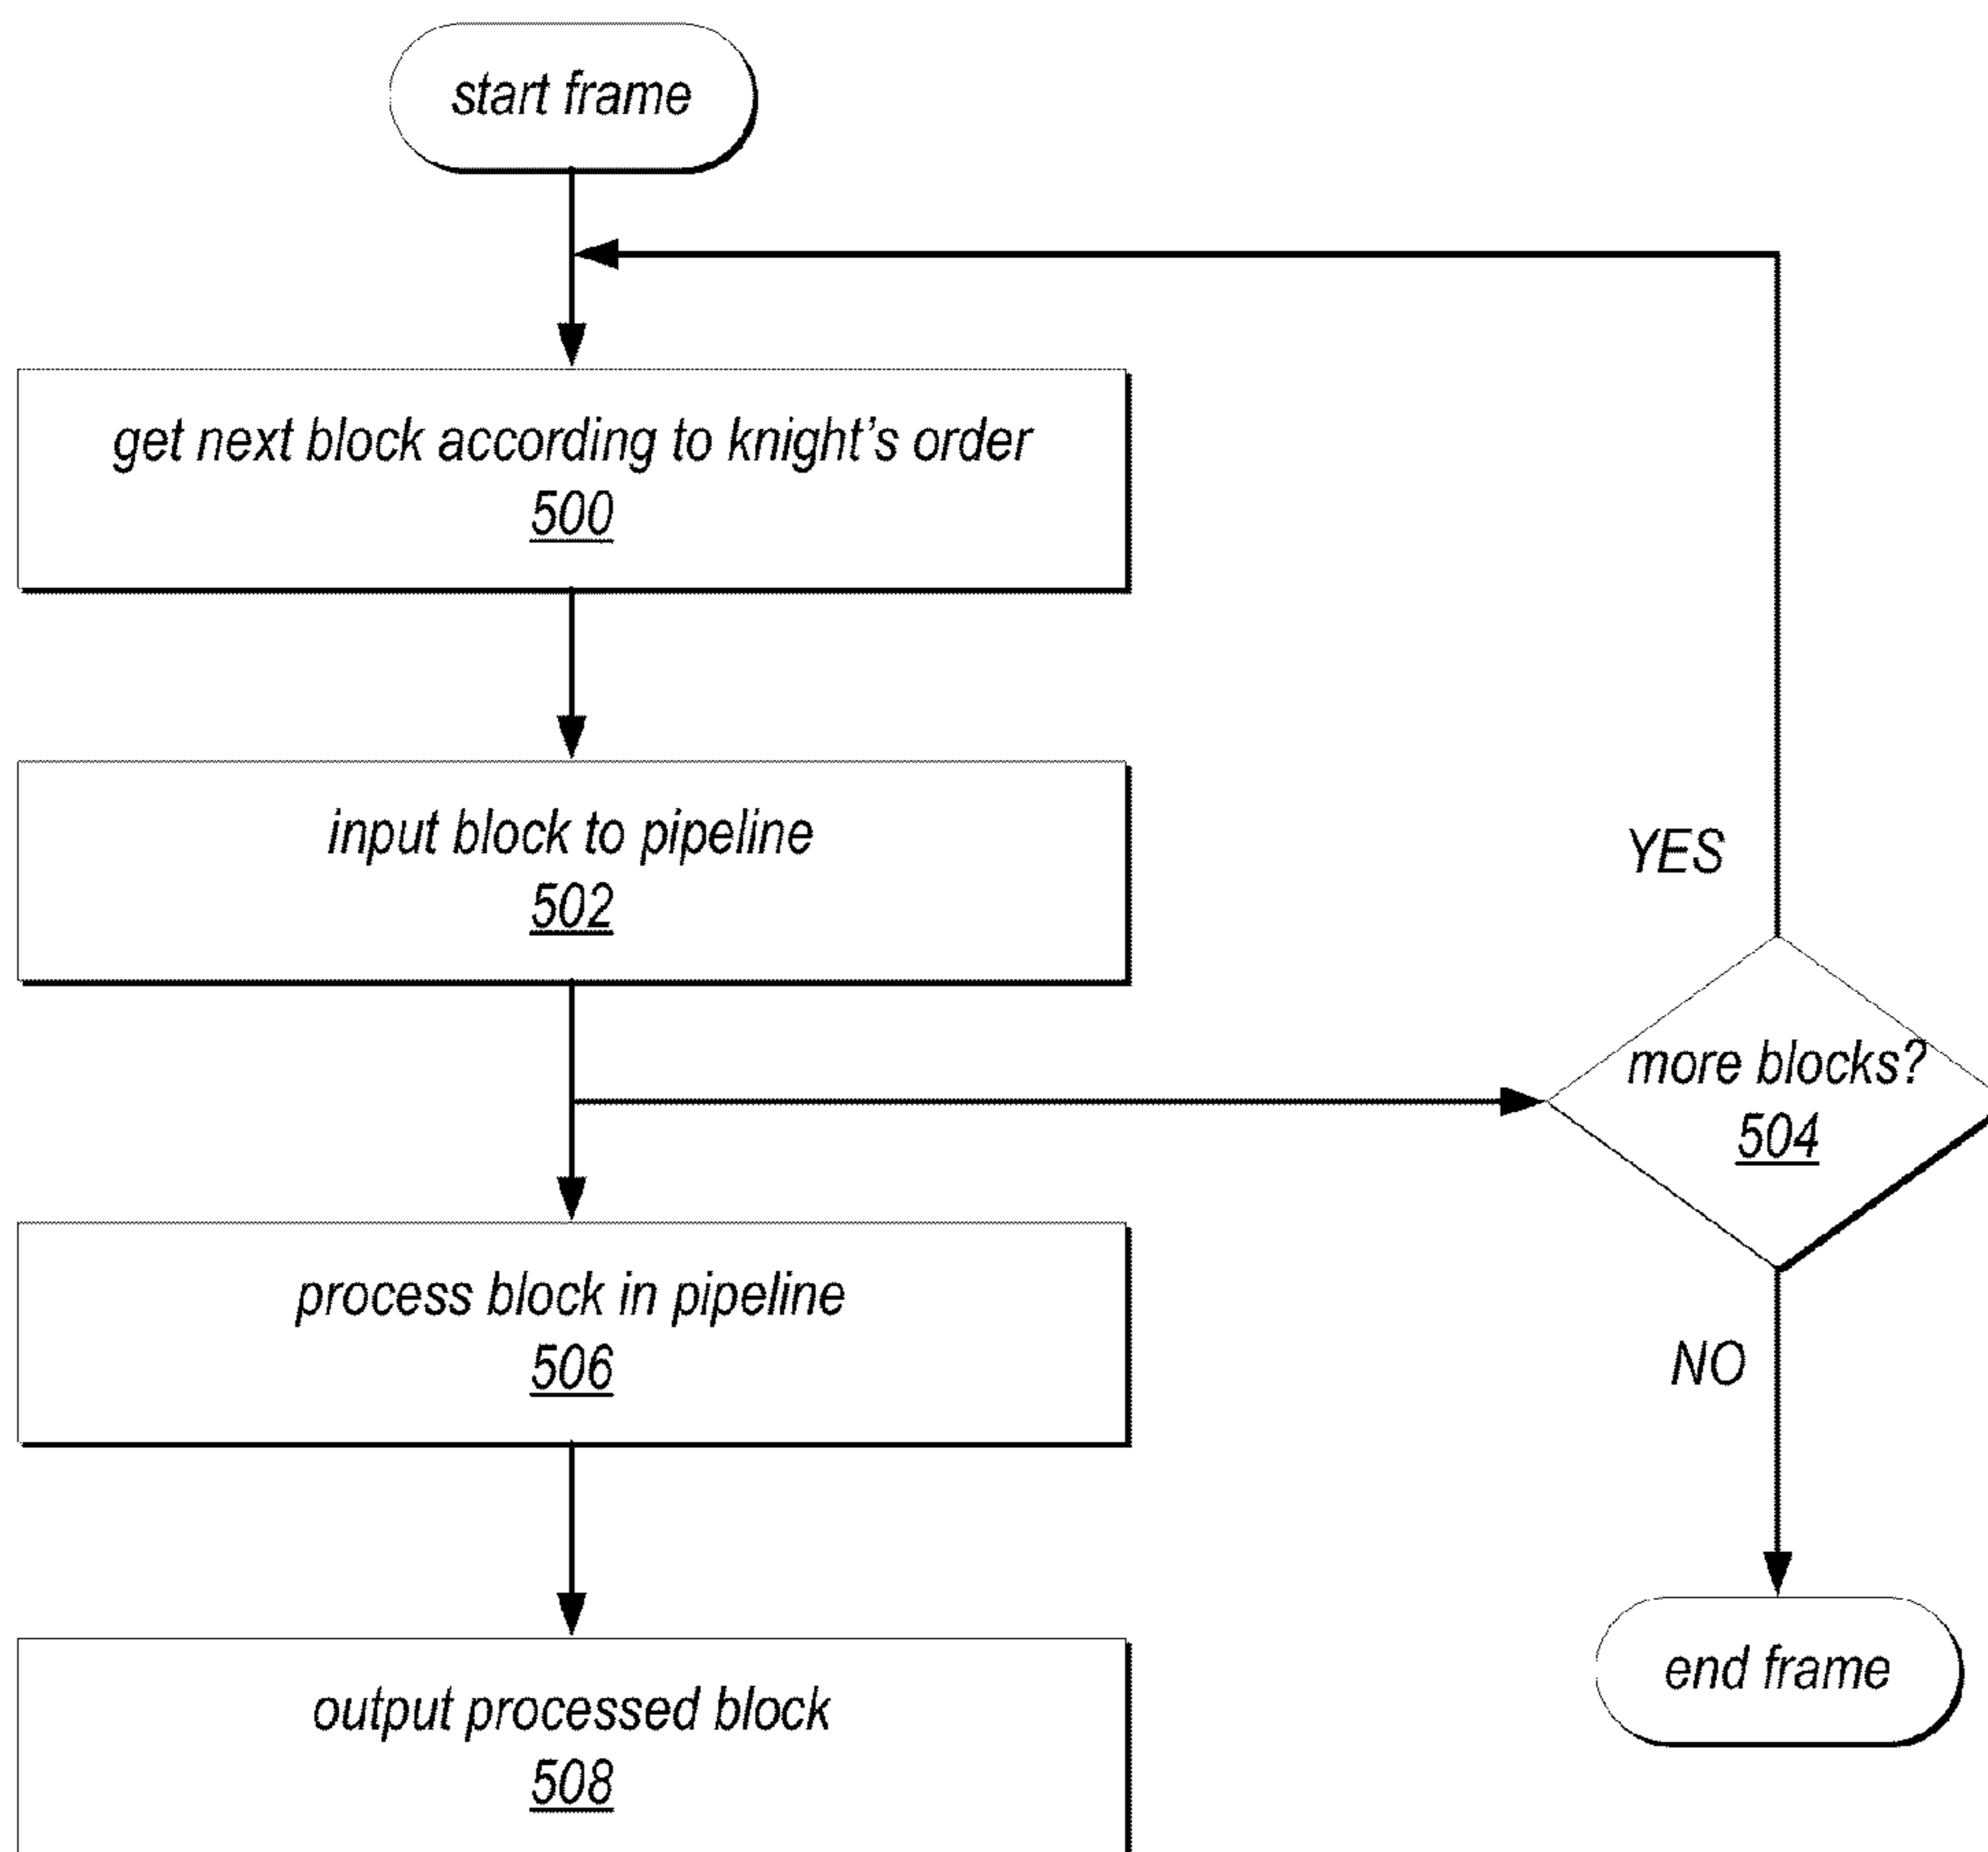 start frame
get next block according to knight's order
500
input block to pipeline
502
YES
more blocks?
504
process block in pipeline
506
NO
output processed block
508
end frame